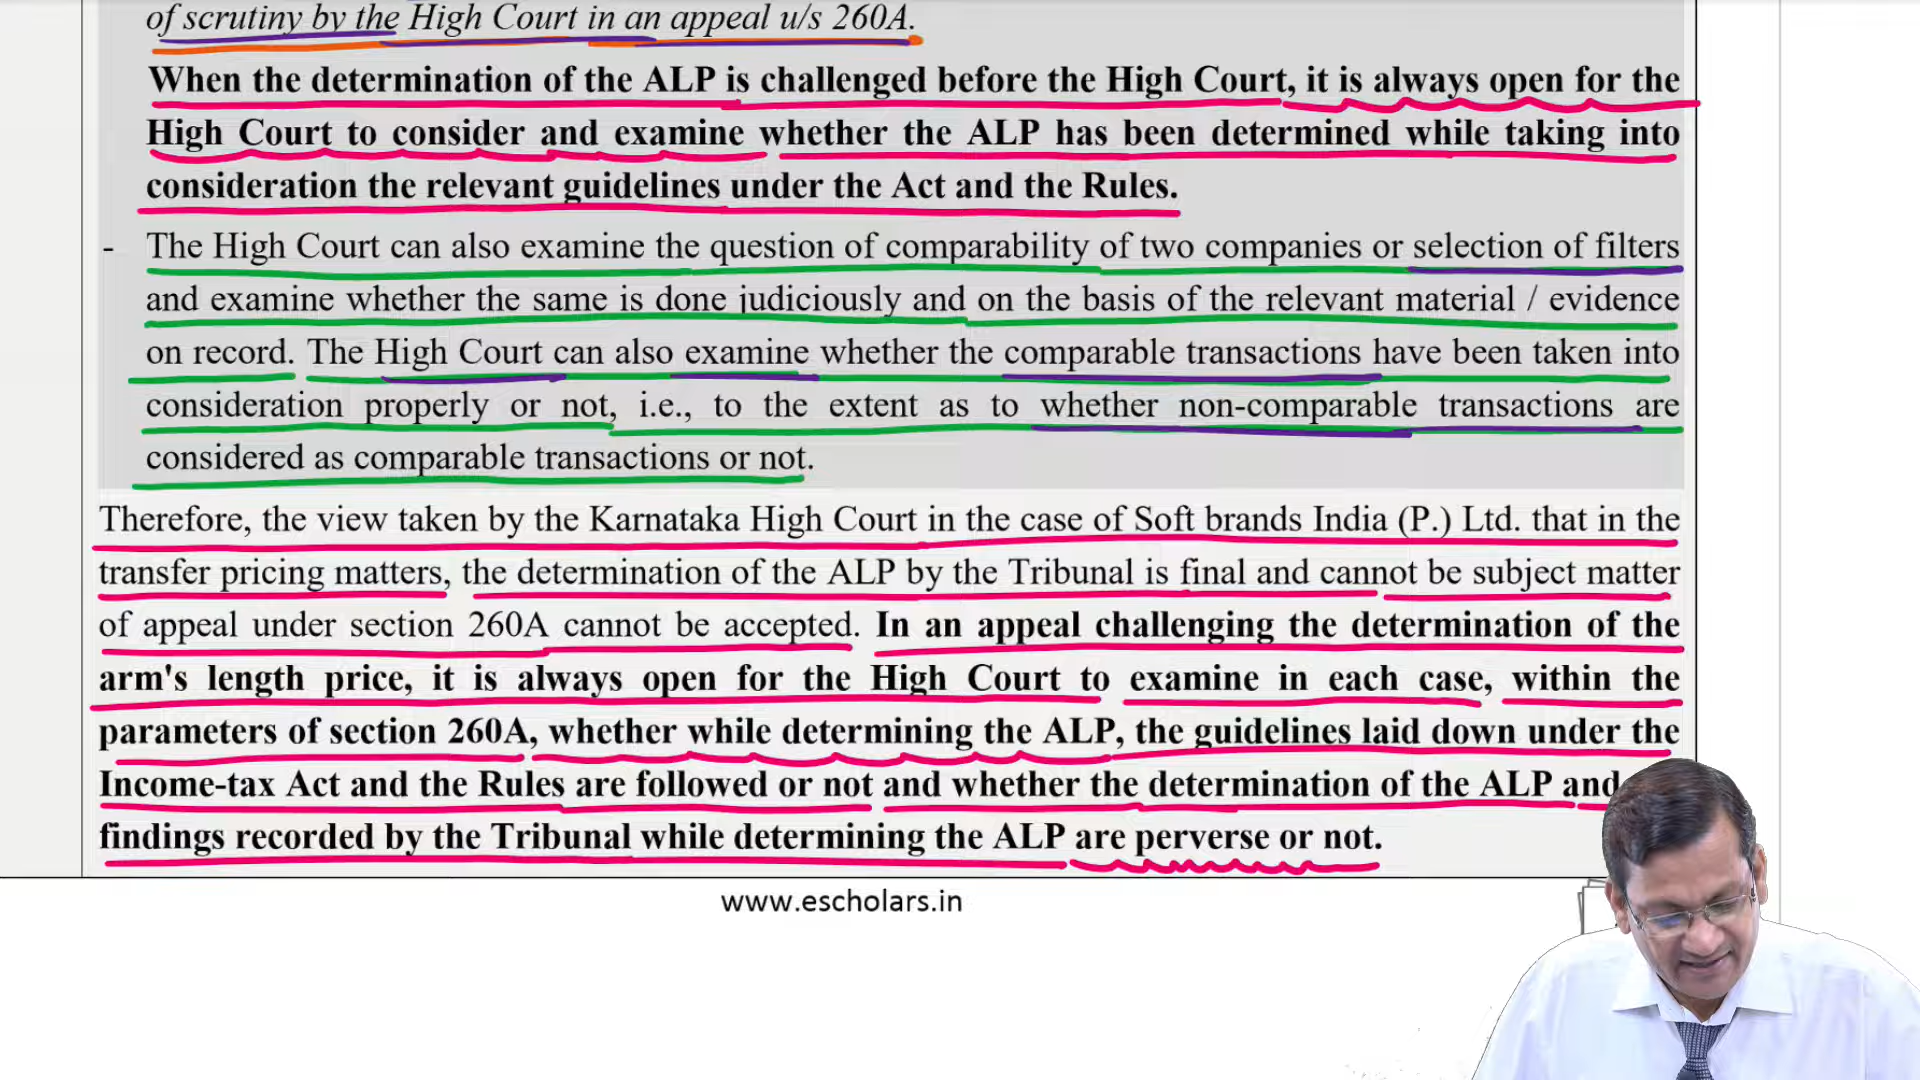 of scrutiny by the High Court in an appeal u/s 260A.
When the determination of the ALP is challenged before the High Court, it is always open for the
High Court to consider and examine whether the ALP has been determined while taking into
consideration the relevant guidelines under the Act and the Rules.
- The High Court can also examine the question of comparability of two companies or selection of filters
and examine whether the same is done judiciously and on the basis of the relevant material / evidence
on record. The High Court can also examine whether the comparable transactions have been taken into
consideration properly or not, i.e., to the extent as to whether non-comparable transactions are
considered as comparable transactions or not.
Therefore, the view taken by the Karnataka High Court in the case of Soft brands India (P.) Ltd. that in the
transfer pricing matters, the determination of the ALP by the Tribunal is final and cannot be subject matter
of appeal under section 260A cannot be accepted. In an appeal challenging the determination of the
arm's length price, it is always open for the High Court to examine in each case, within the
parameters of section 260A, whether while determining the ALP, the guidelines laid down under the
Income-tax Act and the Rules are followed or not and whether the determination of the ALP and
findings recorded by the Tribunal while determining the ALP are perverse or not.
www.escholars.in